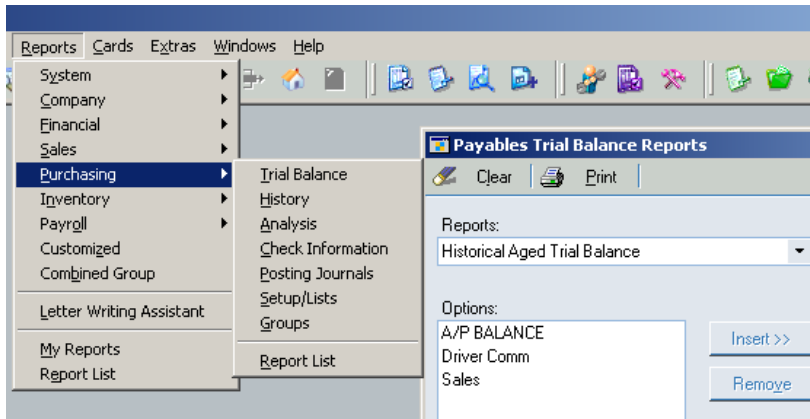 Reports Cards Extras Windows Help
System
Company
Financial
Sales
Purchasing
Inventory
Payroll
Customized
Combined Group
Letter Writing Assistant
My Reports
Report List
Trial Balance
History
Analysis
Check Information
Posting Journals
Setup/Lists
Groups
Report List
Payables Trial Balance Reports
Clear Print
Reports:
Historical Aged Trial Balance
Options:
A/P BALANCE
Driver Comm
Sales
Insert >>
Remove